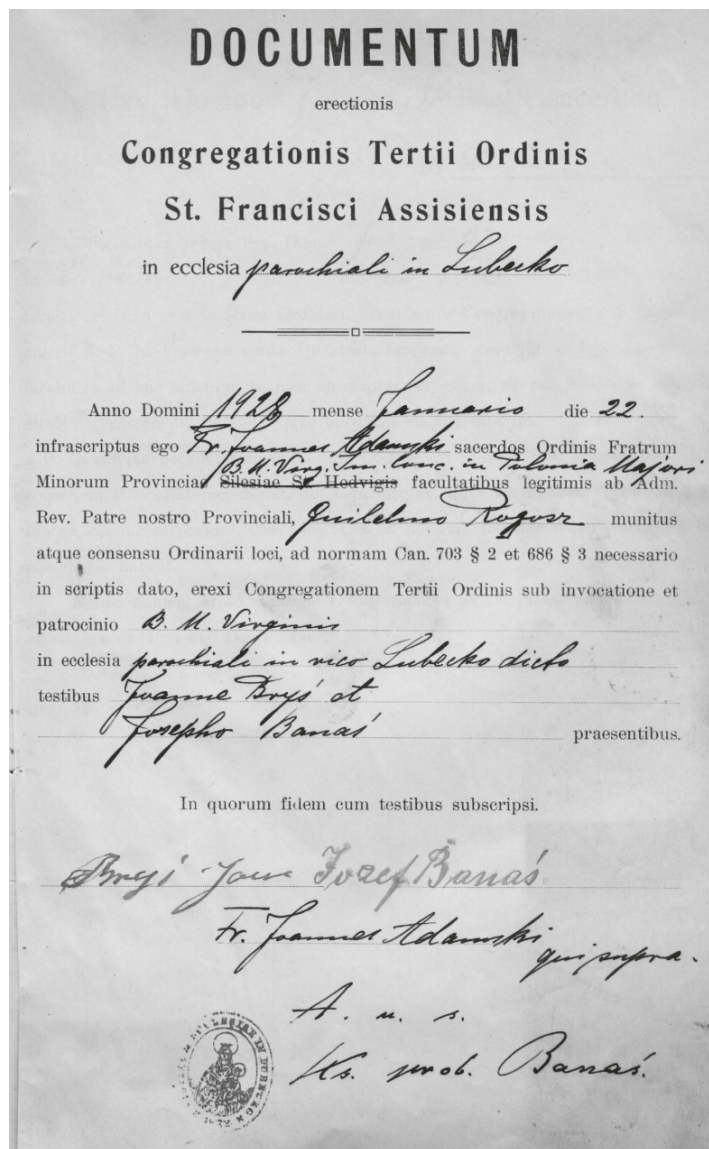 DOCUMENTUM
erectionis
Congregationis Tertii Ordinis
St. Francisci Assisiensis
in ecclesia parochiali in Lubecko
Anno Domini 1928 mense Januario die 22.
infrascriptus ego Fr. Joannes Adamski sacerdos Ordinis Fratrum
B. M. Virg. Im. Conc. in Polonia Majori
Minorum Provinciae Silesiae St. Hedvigis facultatibus legitimis ab Adm.
Rev. Patre nostro Provinciali, Guilelmo Rogosz munitus
atque consensu Ordinarii loci, ad normam Can. 703 § 2 et 686 § 3 necessario
in scriptis dato, erexi Congregationem Tertii Ordinis sub invocatione et
patrocinio B. M. Virginis
in ecclesia parochiali in vico Lubecko dicto
testibus Joanne Bryś et
Josepho Banaś praesentibus.
In quorum fidem cum testibus subscripsi.
Bryś Jozef Banaś
Fr. Joannes Adamski
qui supra.
A. u. s.
Ks. prob. Banaś.